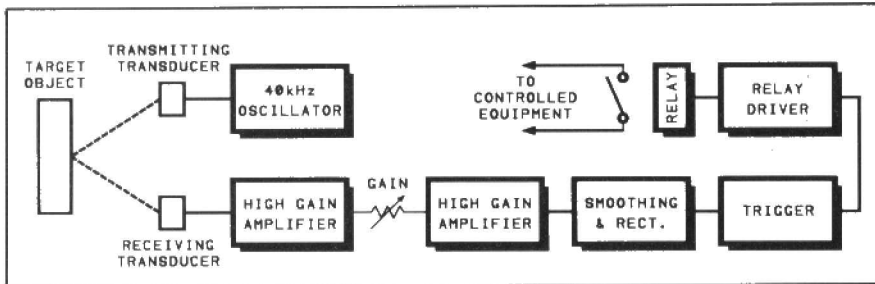 TRANSMITTING
TRANSDUCER
TARGET
OBJECT
40kHz
OSCILLATOR
TO
CONTROLLED
EQUIPMENT
RELAY
RELAY
DRIVER
HIGH GAIN
AMPLIFIER
GAIN
HIGH GAIN
AMPLIFIER
SMOOTHING
& RECT.
TRIGGER
RECEIVING
TRANSDUCER